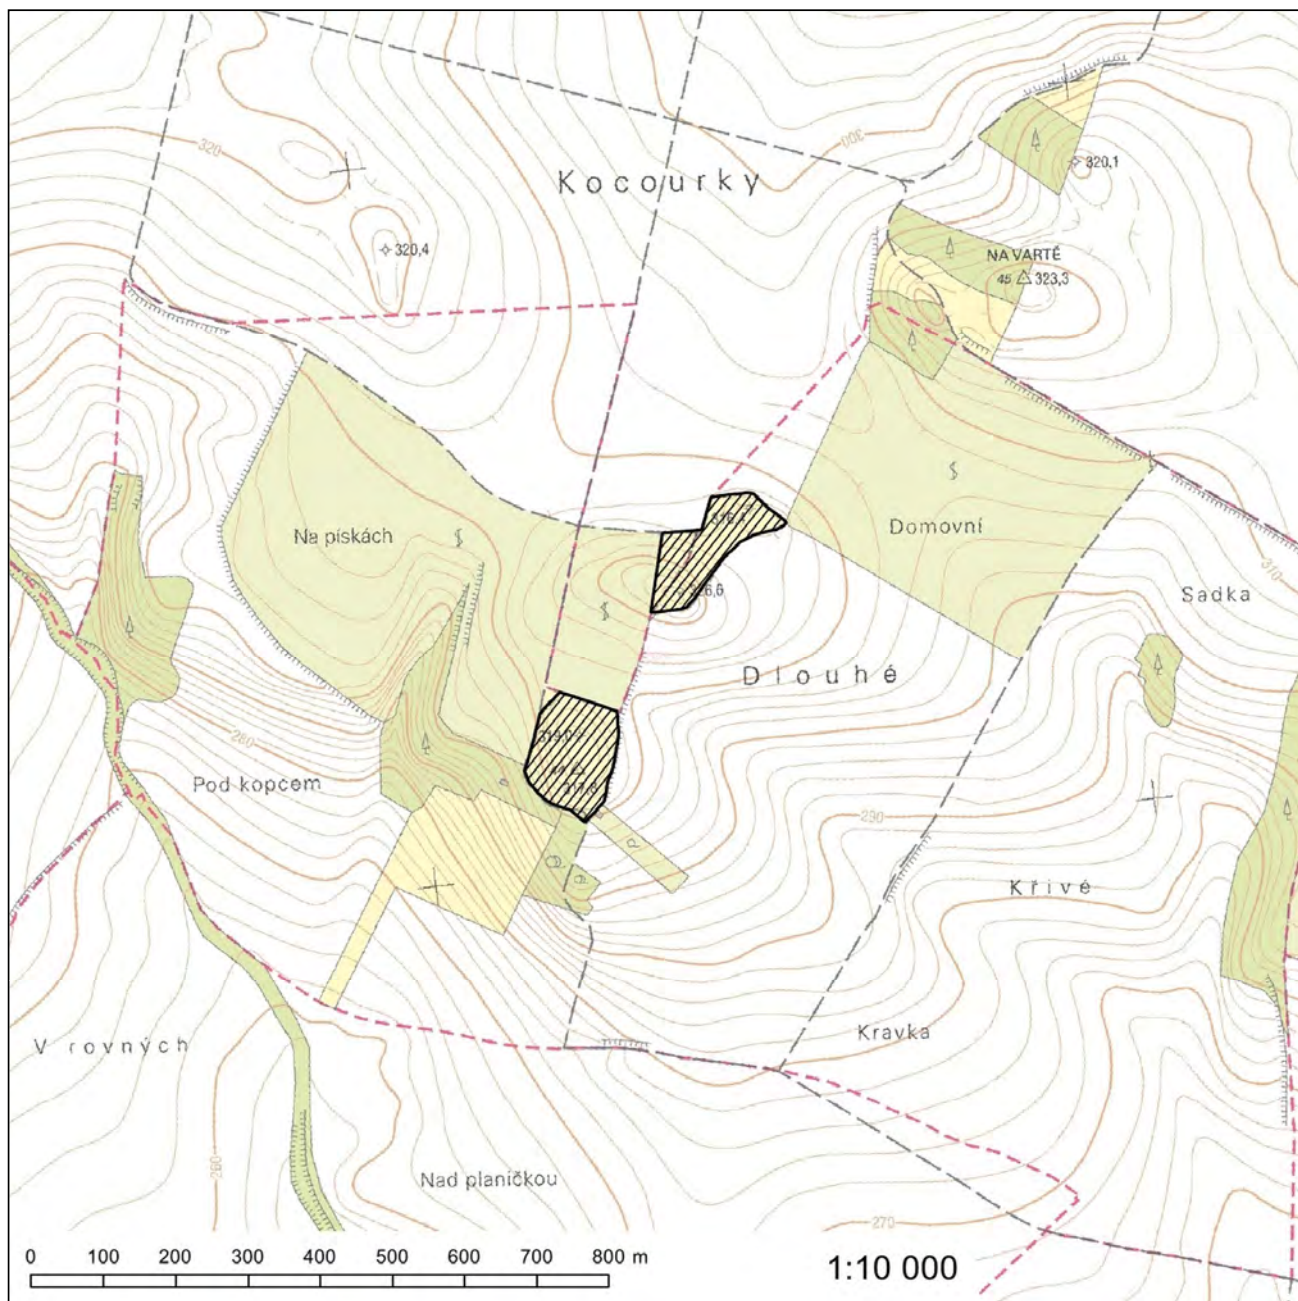 320
Kocourky
300
320,1
320,4
NA VARTĚ
45 323,3
Na pískách
Domovní
310
Sadka
Dlouhé
280
Pod kopcem
290
Křivé
V rovných
Kravka
260
Nad planičkou
270
0 100 200 300 400 500 600 700 800 m
1:10 000